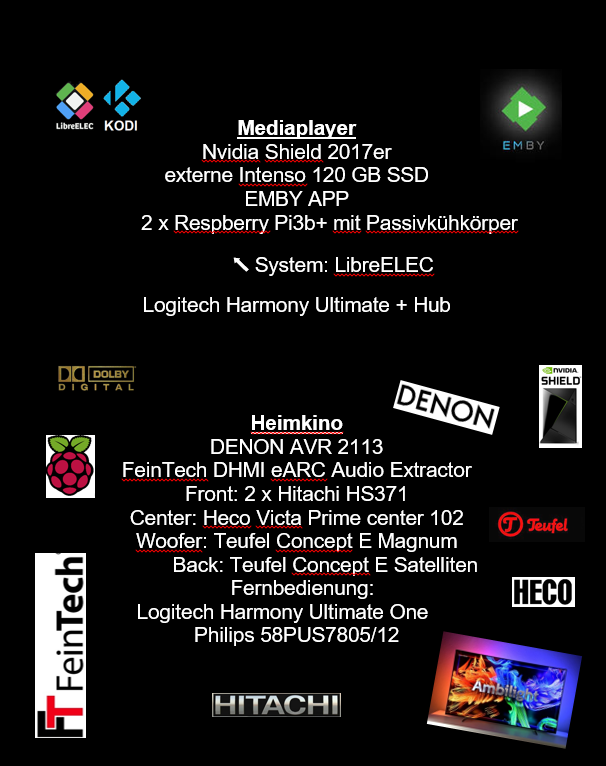 LibreELEC
KODI
EMBY
Mediaplayer
Nvidia Shield 2017er
externe Intenso 120 GB SSD
EMBY APP
2 x Respberry Pi3b+ mit Passivkühkörper
System: LibreELEC
Logitech Harmony Ultimate + Hub
DOLBY
DIGITAL
DENON
NVIDIA
SHIELD
Heimkino
DENON AVR 2113
FeinTech DHMI eARC Audio Extractor
Front: 2 x Hitachi HS371
Center: Heco Victa Prime center 102
Woofer: Teufel Concept E Magnum
Back: Teufel Concept E Satelliten
Fernbedienung:
Logitech Harmony Ultimate One
Philips 58PUS7805/12
Teufel
HECO
FT FeinTech
Ambilight
HITACHI